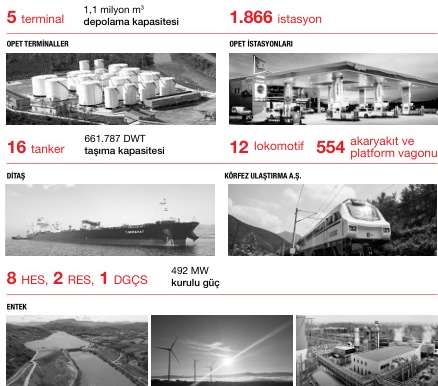 5 terminal
1,1 milyon m³
depolama kapasitesi
1.866 istasyon
OPET TERMİNALLER
OPET İSTASYONLARI
16 tanker
661.787 DWT
taşıma kapasitesi
12 lokomotif
554 akaryakıt ve
platform vagonu
DİTAŞ
KÖRFEZ ULAŞTIRMA A.Ş.
8 HES, 2 RES, 1 DGÇS
492 MW
kurulu güç
ENTEK